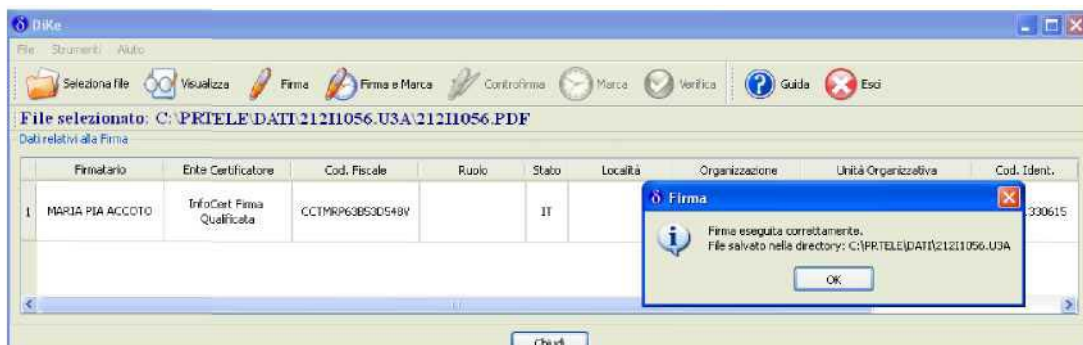 DiKe
File Strumenti Aiuto
Seleziona file Visualizza Firma Firma e Marca Controfirma Marca Verifica Guida Esci
File selezionato: C:\PRTELE\DATI\212I1056.U3A\212I1056.PDF
Dati relativi alla Firma
Firmatario Ente Certificatore Cod. Fiscale Ruolo Stato Località Organizzazione Unità Organizzativa Cod. Ident.
1 MARIA PIA ACCOTO InfoCert Firma Qualificata CCTMRP63B53D548V IT .330615
Firma
Firma eseguita correttamente.
File salvato nella directory: C:\PRTELE\DATI\212I1056.U3A
OK
Chiudi